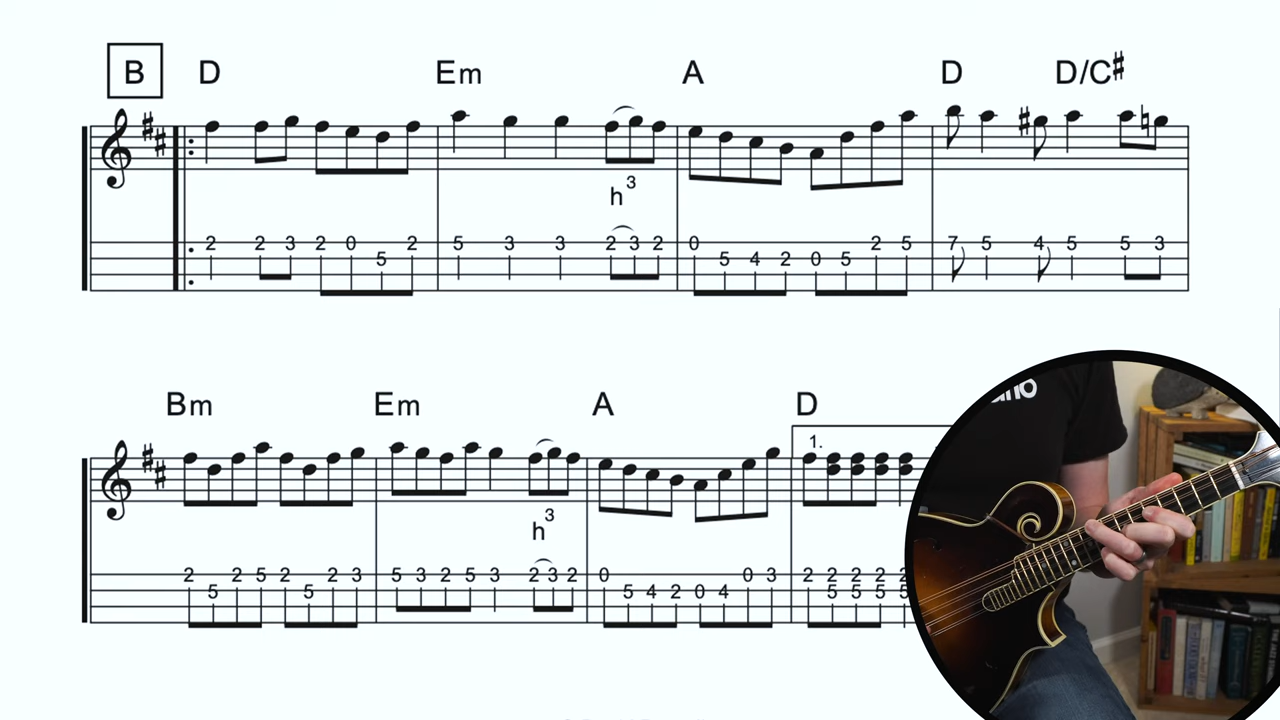 B D Em A D D/C♯
h 3
2 2 3 2 0 5 2 5 3 3 2 3 2 0 5 4 2 0 5 2 5 7 5 4 5 5 3
Bm Em A D
1.
h 3
2 5 2 5 2 5 2 3 5 3 2 5 3 2 3 2 0 5 4 2 0 4 0 3 2 2 5 2 5 2 5 2 5